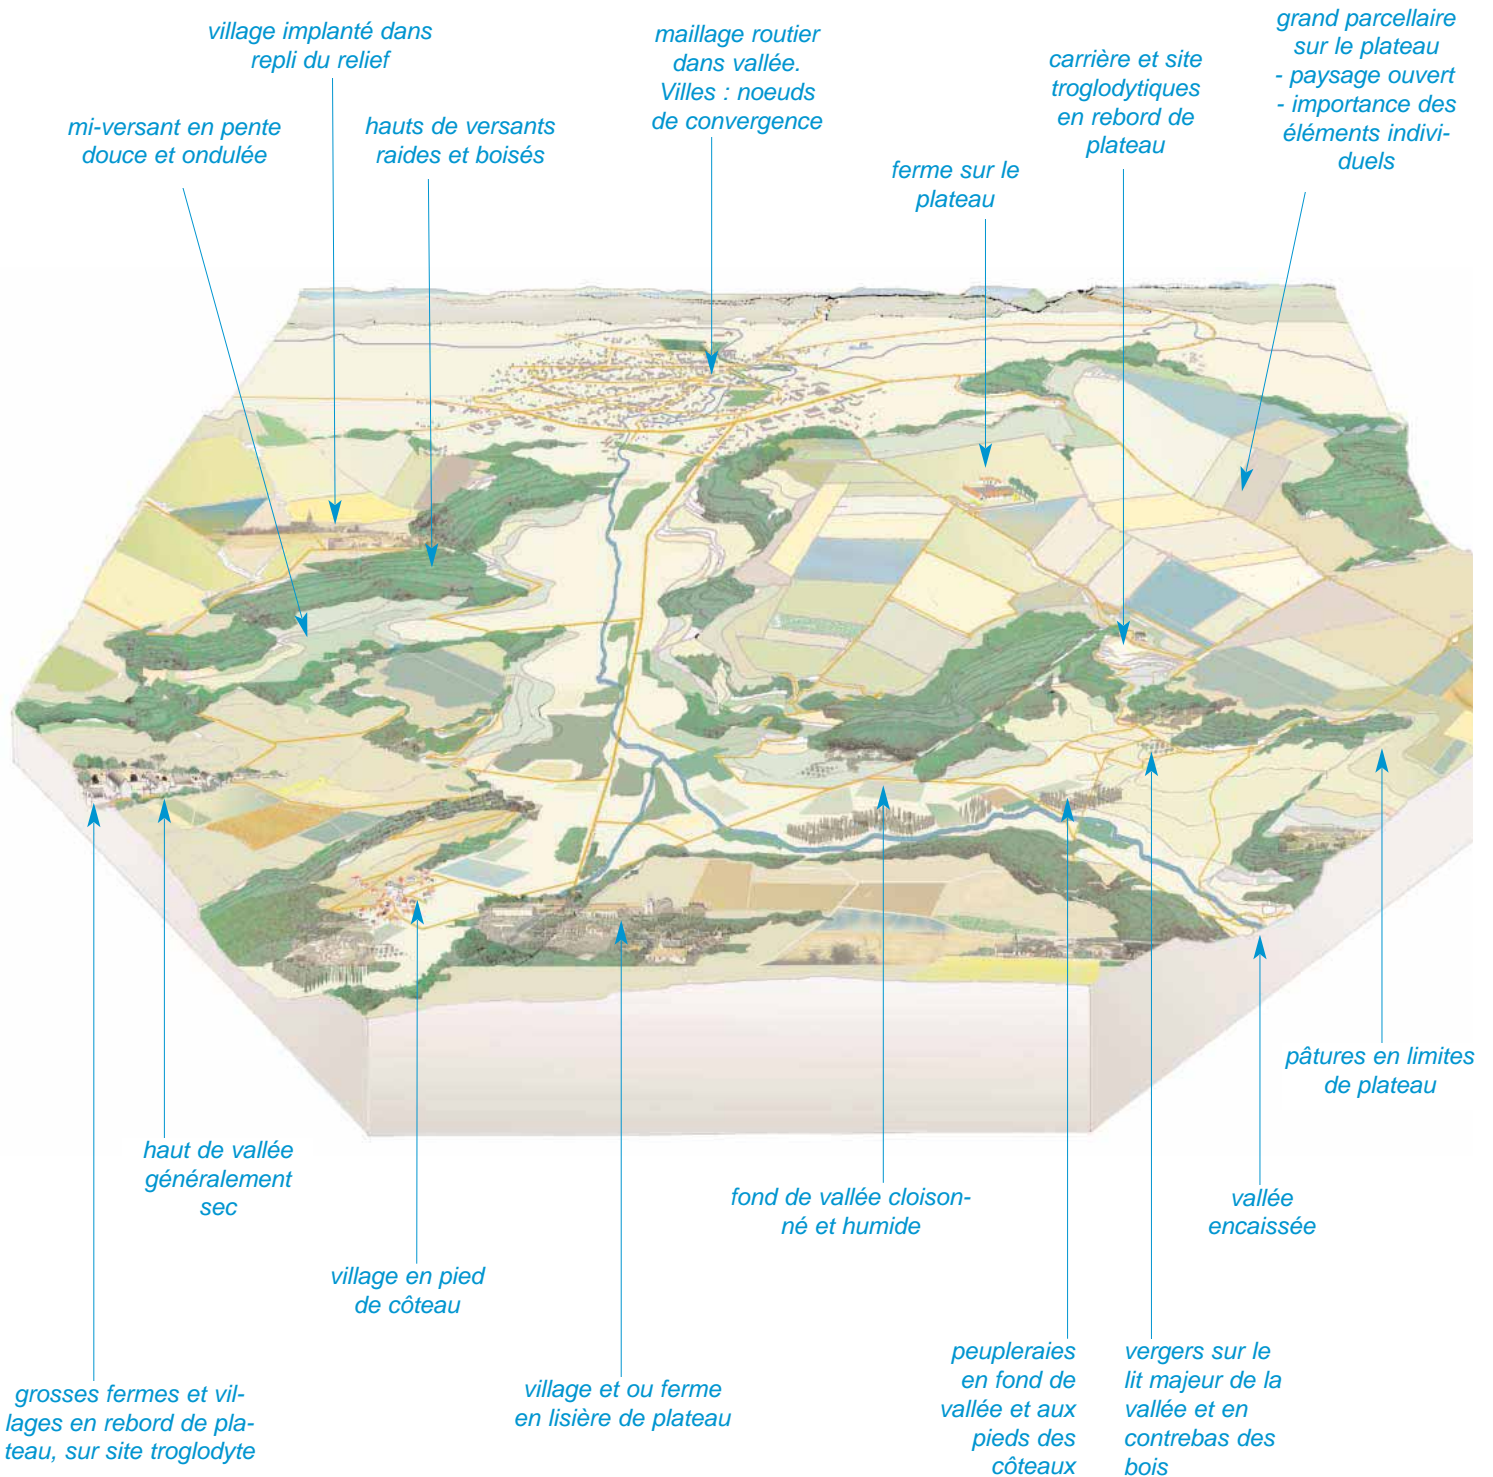 village implanté dans
repli du relief
maillage routier
dans vallée.
Villes : noeuds
de convergence
grand parcellaire
sur le plateau
- paysage ouvert
- importance des
éléments indivi-
duels
carrière et site
troglodytiques
en rebord de
plateau
mi-versant en pente
douce et ondulée
hauts de versants
raides et boisés
ferme sur le
plateau
pâtures en limites
de plateau
haut de vallée
généralement
sec
fond de vallée cloison-
né et humide
vallée
encaissée
village en pied
de côteau
grosses fermes et vil-
lages en rebord de pla-
teau, sur site troglodyte
village et ou ferme
en lisière de plateau
peupleraies
en fond de
vallée et aux
pieds des
côteaux
vergers sur le
lit majeur de la
vallée et en
contrebas des
bois